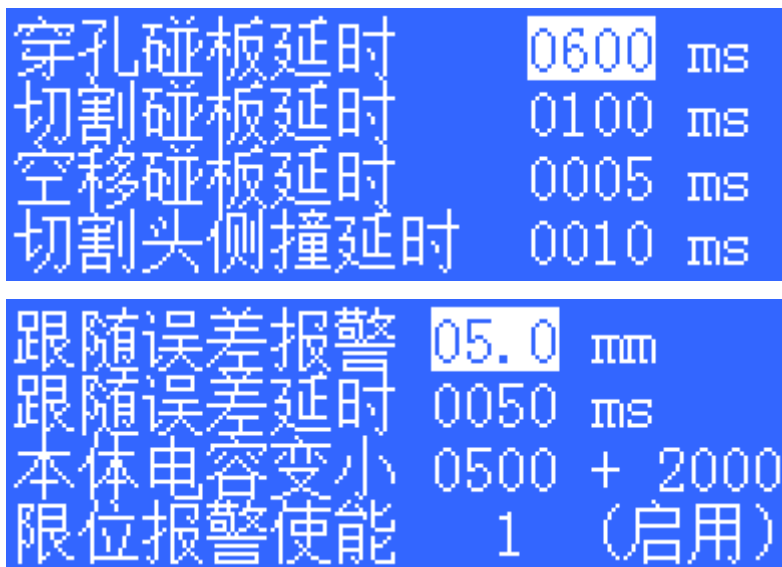 穿孔碰板延时 0600 ms
切割碰板延时 0100 ms
空移碰板延时 0005 ms
切割头侧撞延时 0010 ms
跟随误差报警 05.0 mm
跟随误差延时 0050 ms
本体电容变小 0500 + 2000
限位报警使能 1 (启用)